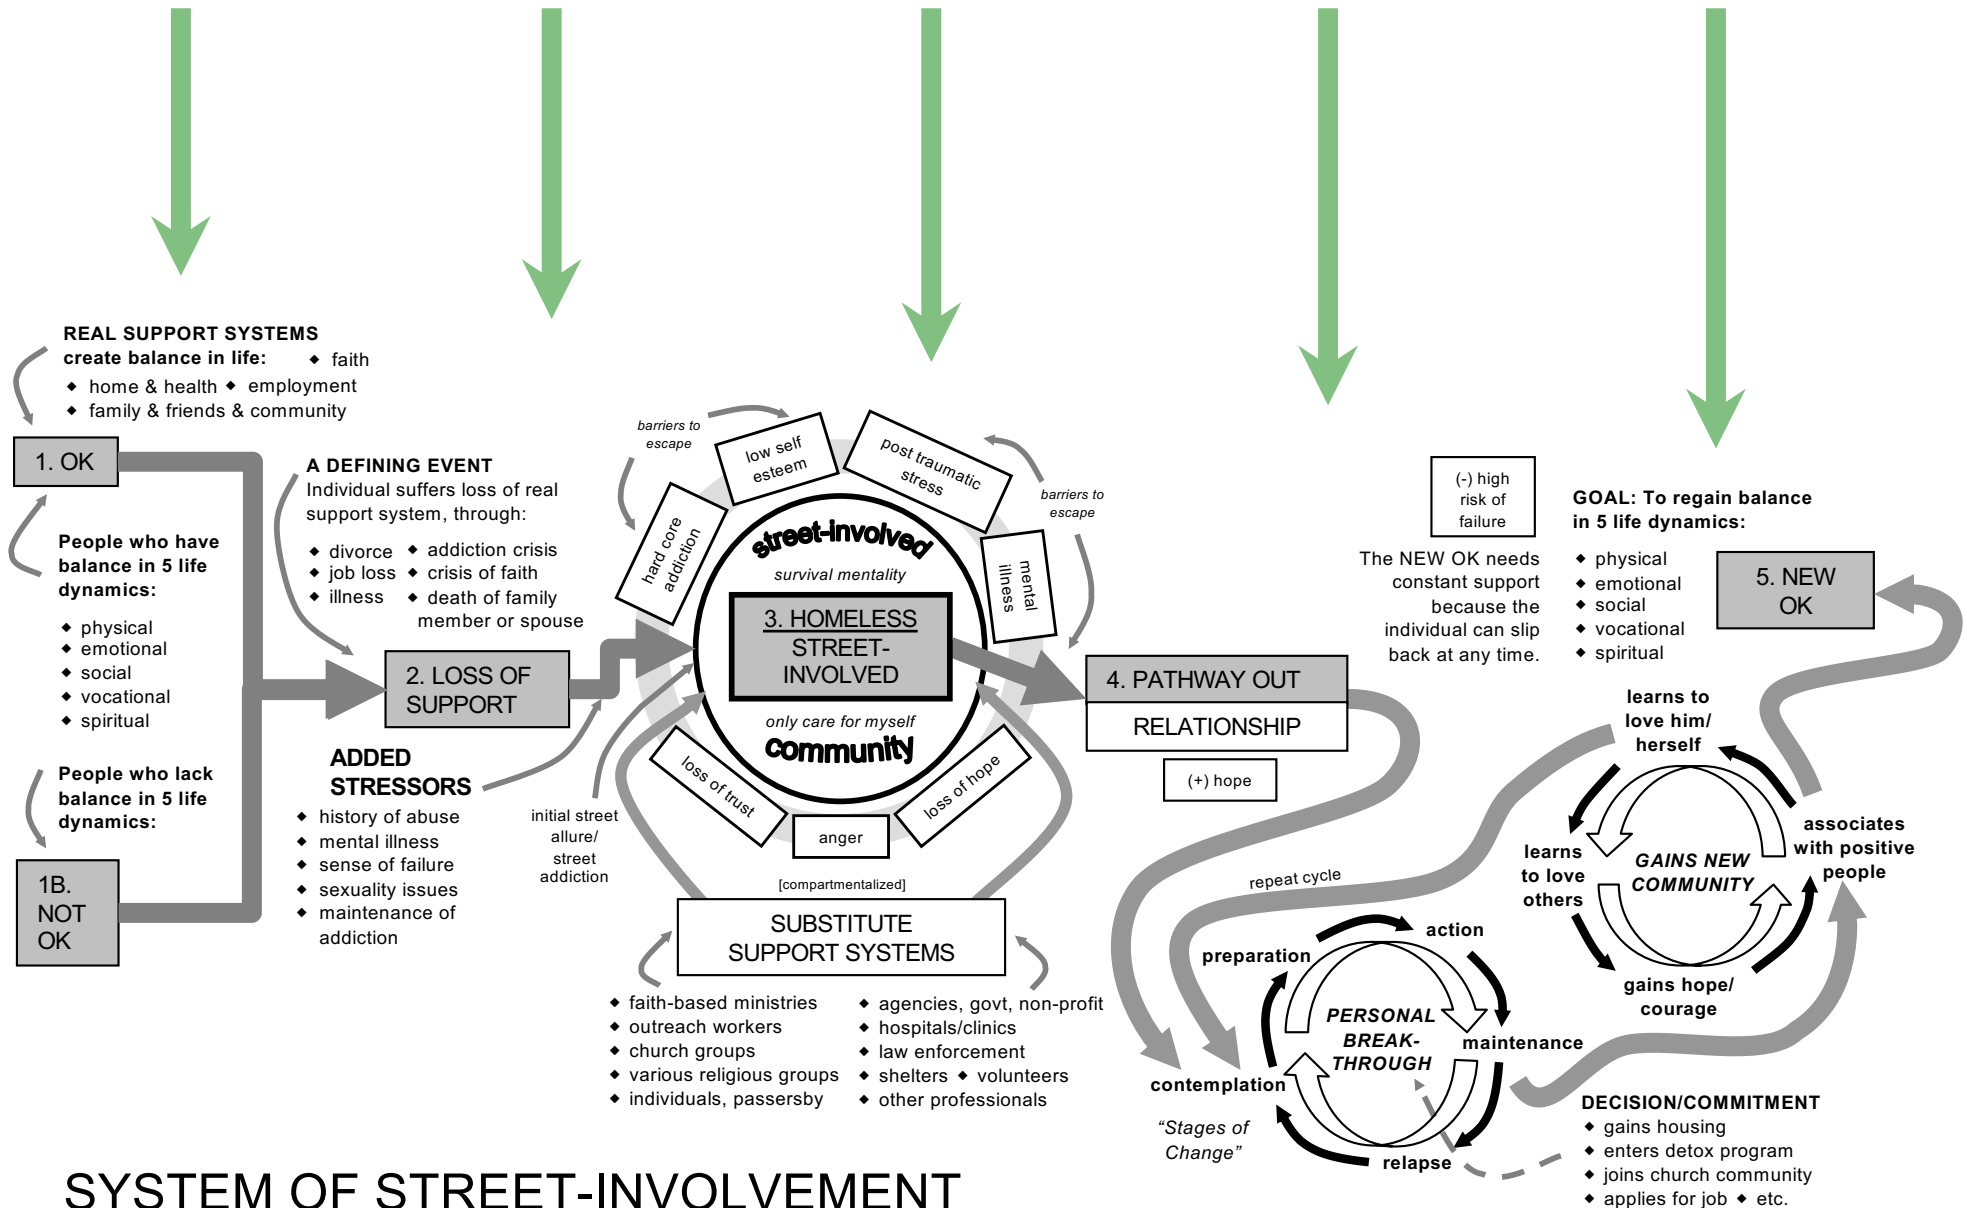 REAL SUPPORT SYSTEMS
create balance in life: ◆ faith
◆ home & health ◆ employment
◆ family & friends & community
1. OK
People who have
balance in 5 life
dynamics:
◆ physical
◆ emotional
◆ social
◆ vocational
◆ spiritual
People who lack
balance in 5 life
dynamics:
1B.
NOT
OK
A DEFINING EVENT
Individual suffers loss of real
support system, through:
◆ divorce ◆ addiction crisis
◆ job loss ◆ crisis of faith
◆ illness ◆ death of family
member or spouse
2. LOSS OF
SUPPORT
ADDED
STRESSORS
◆ history of abuse
◆ mental illness
◆ sense of failure
◆ sexuality issues
◆ maintenance of
addiction
initial street
allure/
street
addiction
barriers to
escape
hard core
addiction
low self
esteem
post traumatic
stress
mental
illness
barriers to
escape
street-involved
survival mentality
3. HOMELESS
STREET-
INVOLVED
only care for myself
community
loss of trust
anger
loss of hope
[compartmentalized]
SUBSTITUTE
SUPPORT SYSTEMS
◆ faith-based ministries
◆ outreach workers
◆ church groups
◆ various religious groups
◆ individuals, passersby
◆ agencies, govt, non-profit
◆ hospitals/clinics
◆ law enforcement
◆ shelters ◆ volunteers
◆ other professionals
4. PATHWAY OUT
RELATIONSHIP
(+) hope
(-) high
risk of
failure
The NEW OK needs
constant support
because the
individual can slip
back at any time.
GOAL: To regain balance
in 5 life dynamics:
◆ physical
◆ emotional
◆ social
◆ vocational
◆ spiritual
5. NEW
OK
learns to
love him/
herself
learns
to love
others
GAINS NEW
COMMUNITY
associates
with positive
people
gains hope/
courage
repeat cycle
preparation
action
PERSONAL
BREAK-
THROUGH
maintenance
contemplation
relapse
“Stages of
Change”
DECISION/COMMITMENT
◆ gains housing
◆ enters detox program
◆ joins church community
◆ applies for job ◆ etc.
SYSTEM OF STREET-INVOLVEMENT